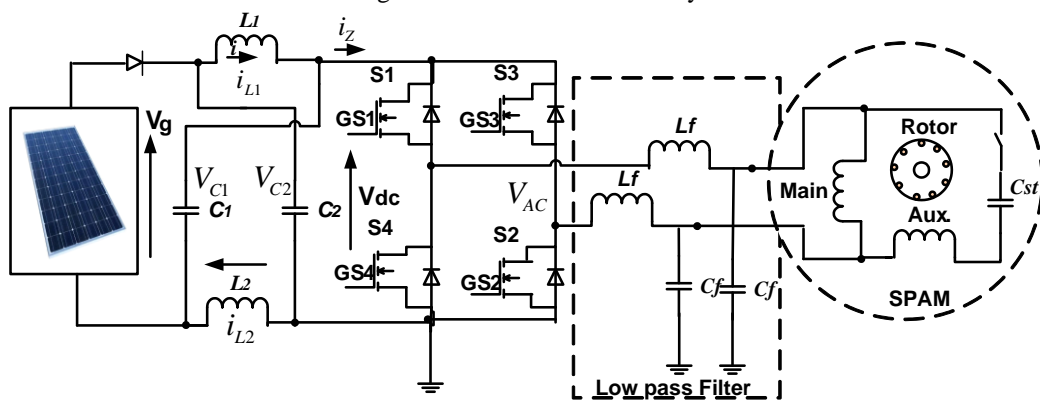 L1
i
iL1
iZ
S1
S3
GS1
GS3
Vg
VC1
C1
VC2
C2
Vdc
S4
GS4
VAC
S2
GS2
L2
iL2
Lf
Lf
Cf
Cf
Low pass Filter
Main
Rotor
Aux.
Cst
SPAM